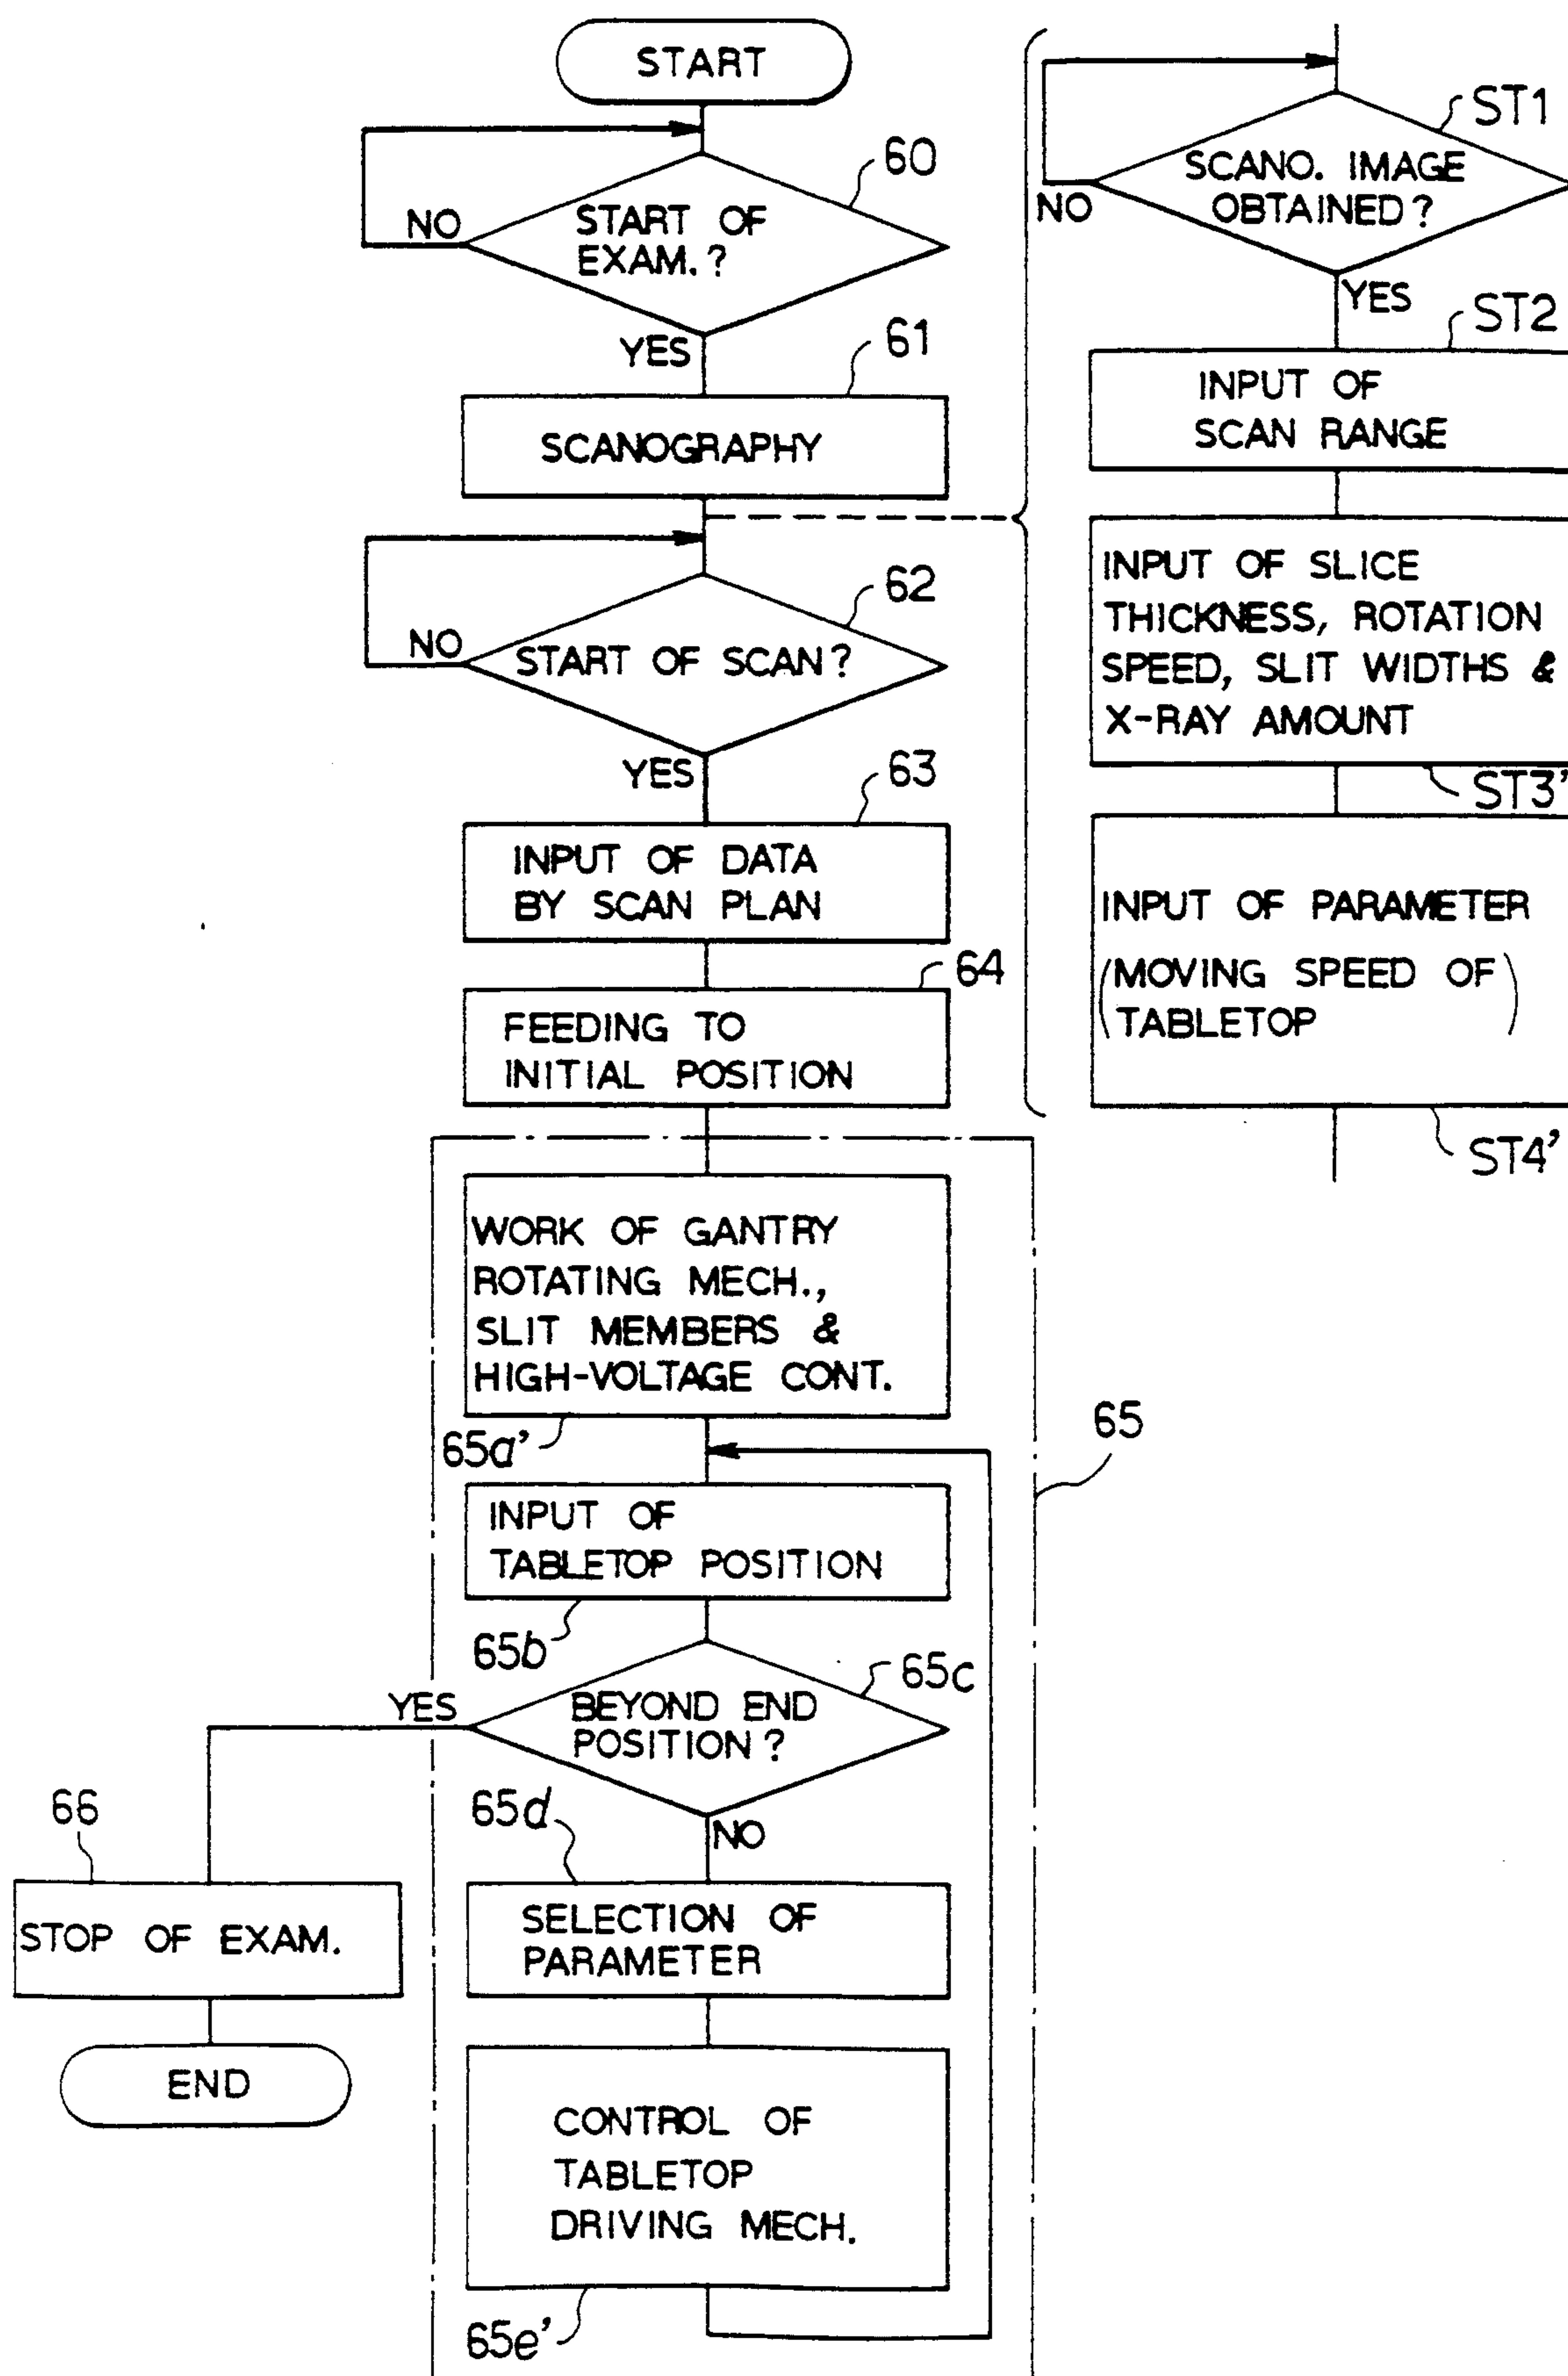 START
60
NO
START OF
EXAM.?
YES
61
SCANOGRAPHY
62
NO
START OF SCAN?
YES
63
INPUT OF DATA
BY SCAN PLAN
64
FEEDING TO
INITIAL POSITION
WORK OF GANTRY
ROTATING MECH.,
SLIT MEMBERS &
HIGH-VOLTAGE CONT.
65a'
65
INPUT OF
TABLETOP POSITION
65b
65c
YES
BEYOND END
POSITION?
NO
66
65d
STOP OF EXAM.
SELECTION OF
PARAMETER
END
CONTROL OF
TABLETOP
DRIVING MECH.
65e'
ST1
SCANO. IMAGE
OBTAINED?
NO
YES
ST2
INPUT OF
SCAN RANGE
INPUT OF SLICE
THICKNESS, ROTATION
SPEED, SLIT WIDTHS &
X-RAY AMOUNT
ST3'
INPUT OF PARAMETER
(MOVING SPEED OF
TABLETOP)
ST4'